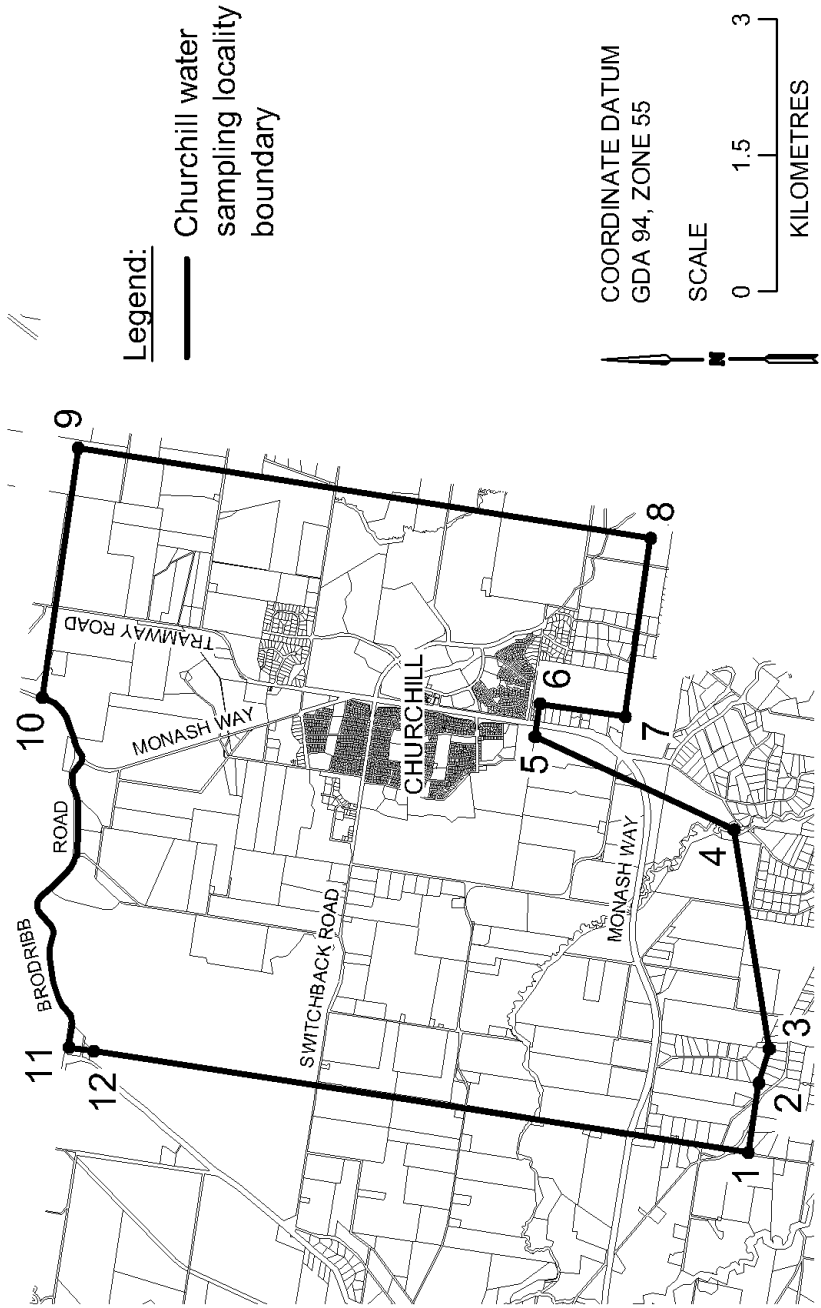 Legend:
Churchill water
sampling locality
boundary
COORDINATE DATUM
GDA 94, ZONE 55
SCALE
0 1.5 3
KILOMETRES
N
BRODRIBB
ROAD
MONASH WAY
TRAMWAY ROAD
SWITCHBACK ROAD
CHURCHILL
MONASH WAY
1
2
3
4
5
6
7
8
9
10
11
12